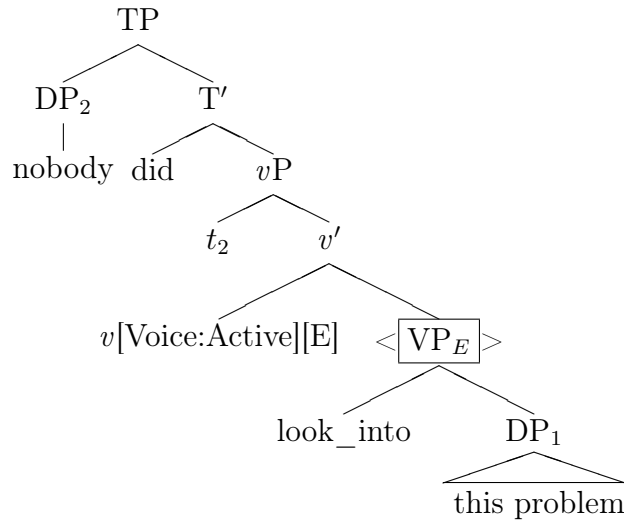 TP
DP₂ T′
nobody did vP
t₂ v′
v[Voice:Active][E] <VP_E>
look_into DP₁
this problem